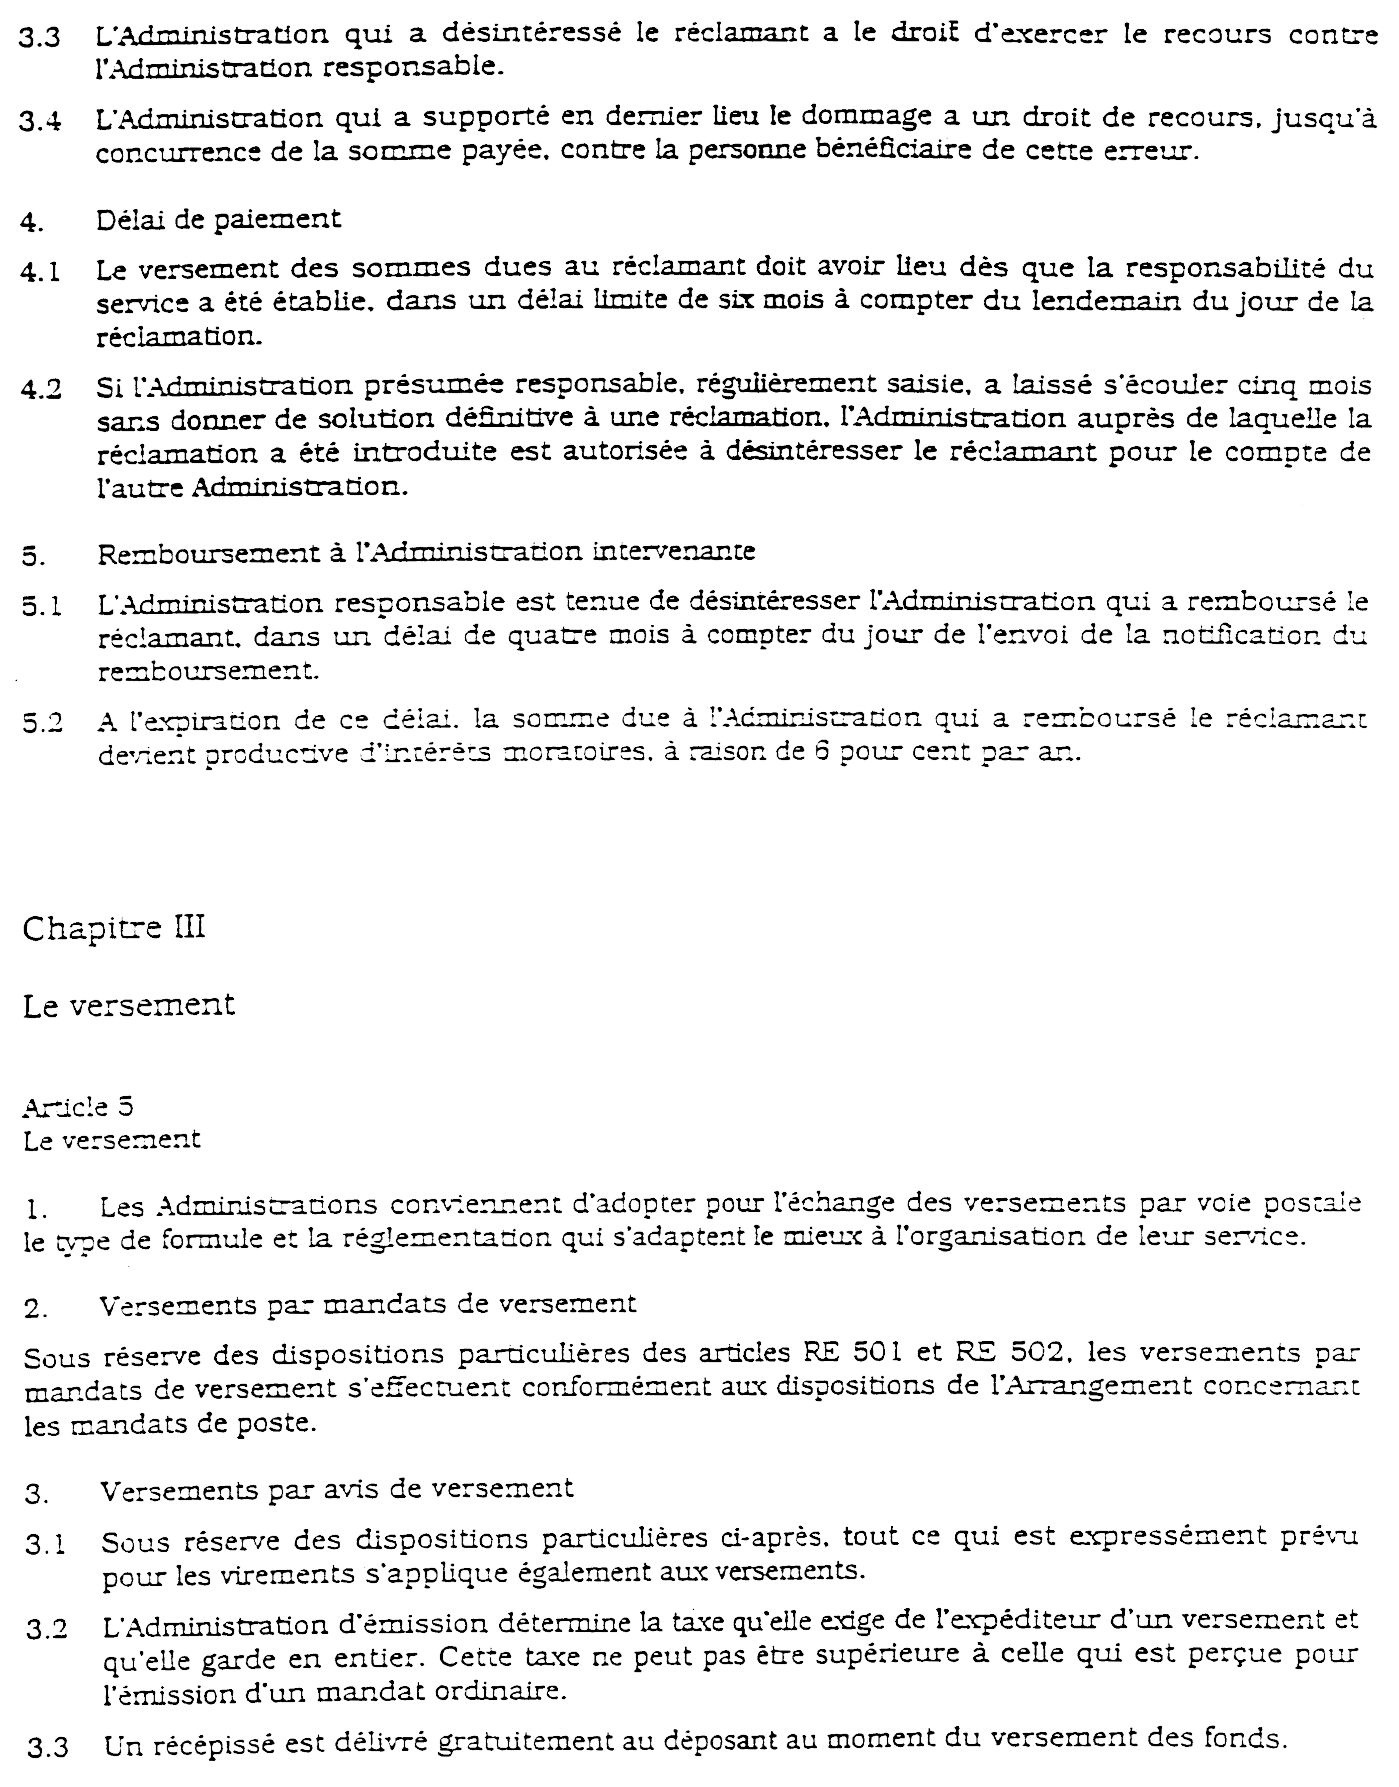 3.3 L'Administration qui a désintéressé le réclamant a le droit d'exercer le recours contre
l'Administration responsable.
3.4 L'Administration qui a supporté en dernier lieu le dommage a un droit de recours, jusqu'à
concurrence de la somme payée, contre la personne bénéficiaire de cette erreur.
4. Délai de paiement
4.1 Le versement des sommes dues au réclamant doit avoir lieu dès que la responsabilité du
service a été établie, dans un délai limite de six mois à compter du lendemain du jour de la
réclamation.
4.2 Si l'Administration présumée responsable, régulièrement saisie, a laissé s'écouler cinq mois
sans donner de solution définitive à une réclamation, l'Administration auprès de laquelle la
réclamation a été introduite est autorisée à désintéresser le réclamant pour le compte de
l'autre Administration.
5. Remboursement à l'Administration intervenante
5.1 L'Administration responsable est tenue de désintéresser l'Administration qui a remboursé le
réclamant, dans un délai de quatre mois à compter du jour de l'envoi de la notification du
remboursement.
5.2 A l'expiration de ce délai, la somme due à l'Administration qui a remboursé le réclamant
devient productive d'intérêts moratoires, à raison de 6 pour cent par an.
Chapitre III
Le versement
Article 5
Le versement
1. Les Administrations conviennent d'adopter pour l'échange des versements par voie postale
le type de formule et la réglementation qui s'adaptent le mieux à l'organisation de leur service.
2. Versements par mandats de versement
Sous réserve des dispositions particulières des articles RE 501 et RE 502, les versements par
mandats de versement s'effectuent conformément aux dispositions de l'Arrangement concernant
les mandats de poste.
3. Versements par avis de versement
3.1 Sous réserve des dispositions particulières ci-après, tout ce qui est expressément prévu
pour les virements s'applique également aux versements.
3.2 L'Administration d'émission détermine la taxe qu'elle exige de l'expéditeur d'un versement et
qu'elle garde en entier. Cette taxe ne peut pas être supérieure à celle qui est perçue pour
l'émission d'un mandat ordinaire.
3.3 Un récépissé est délivré gratuitement au déposant au moment du versement des fonds.